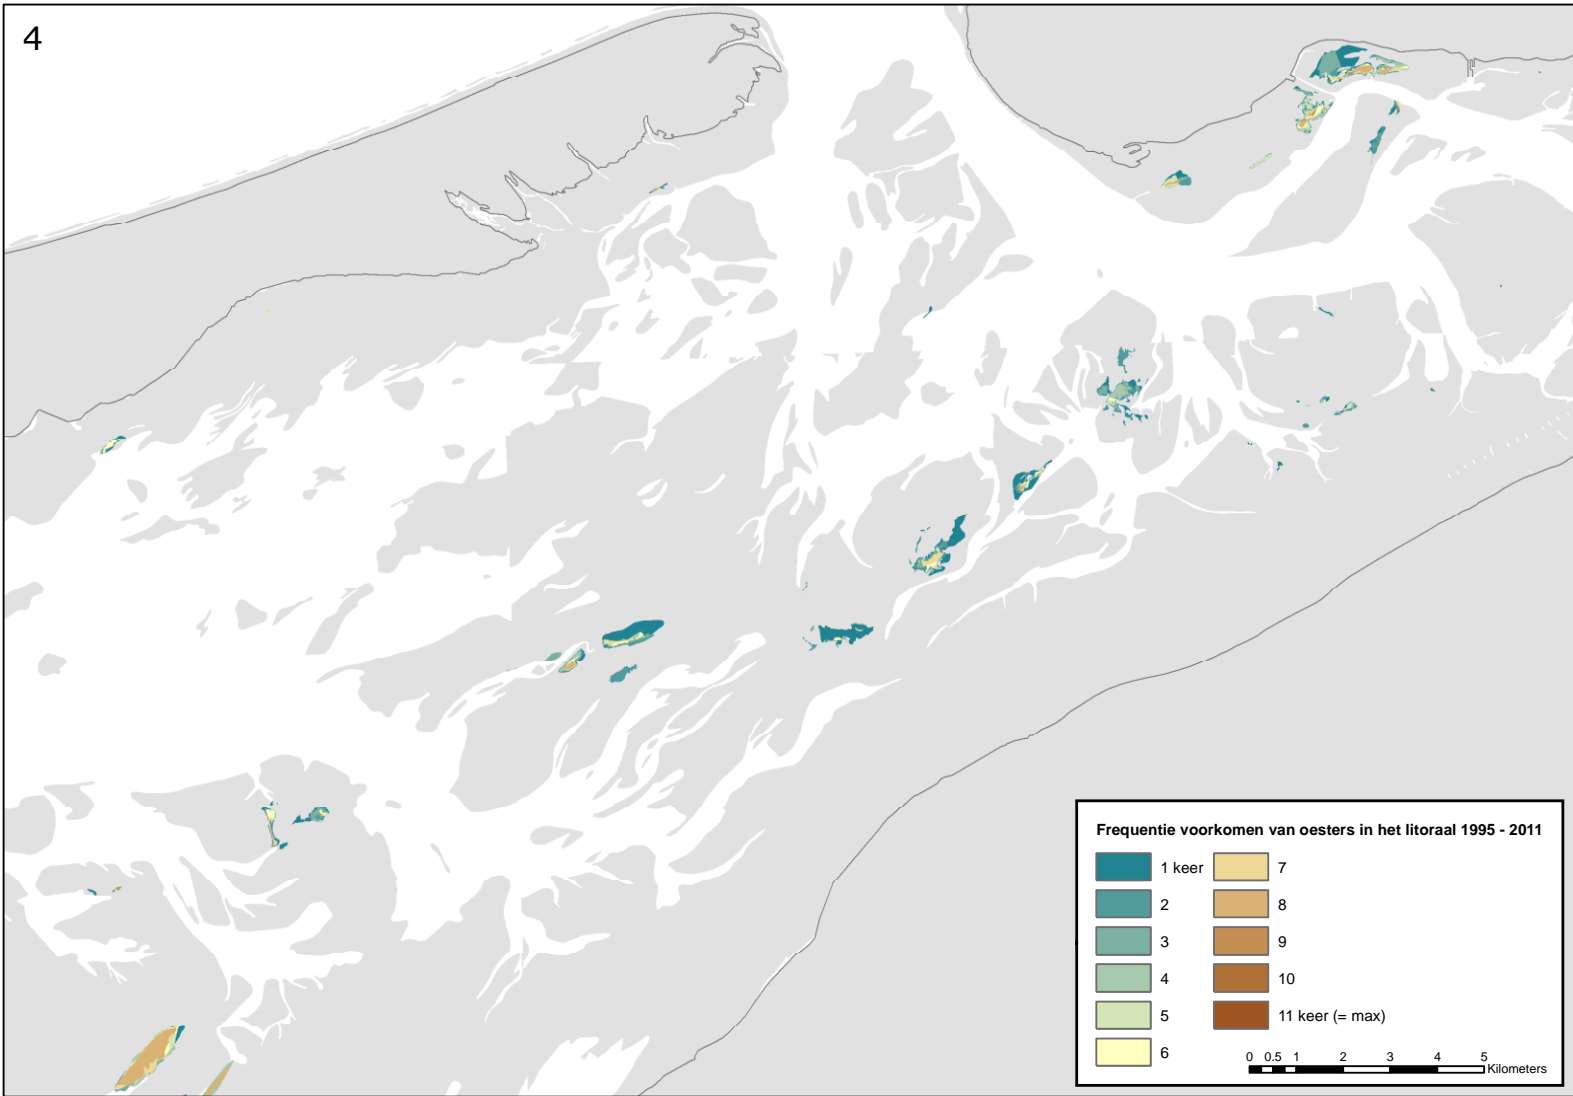 4
Frequentie voorkomen van oesters in het litoraal 1995 - 2011
1 keer 7
2 8
3 9
4 10
5 11 keer (= max)
6
0 0.5 1 2 3 4 5
Kilometers